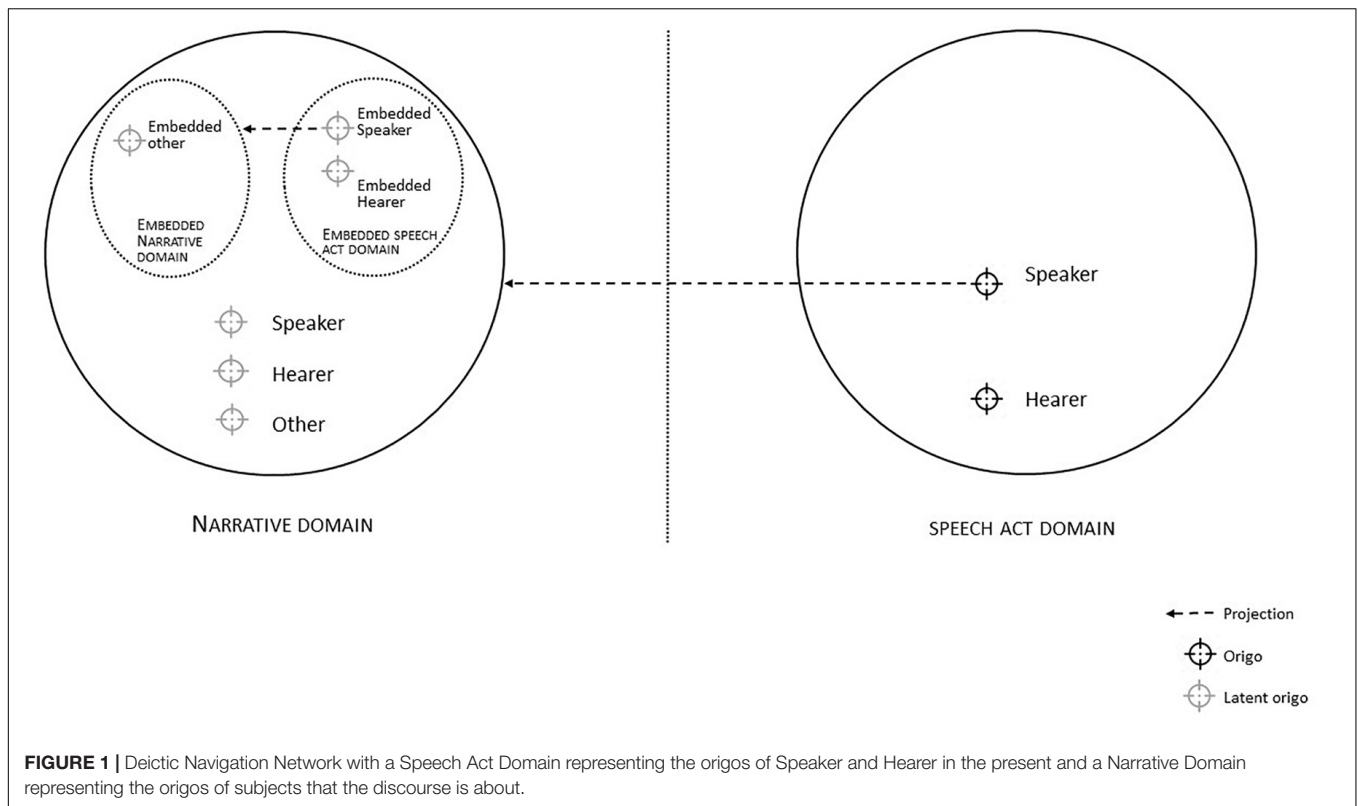 Embedded
other
Embedded
Speaker
Embedded
Hearer
EMBEDDED
NARRATIVE
DOMAIN
EMBEDDED SPEECH
ACT DOMAIN
Speaker
Hearer
Other
NARRATIVE DOMAIN
Speaker
Hearer
SPEECH ACT DOMAIN
Projection
Origo
Latent origo
FIGURE 1 | Deictic Navigation Network with a Speech Act Domain representing the origos of Speaker and Hearer in the present and a Narrative Domain
representing the origos of subjects that the discourse is about.